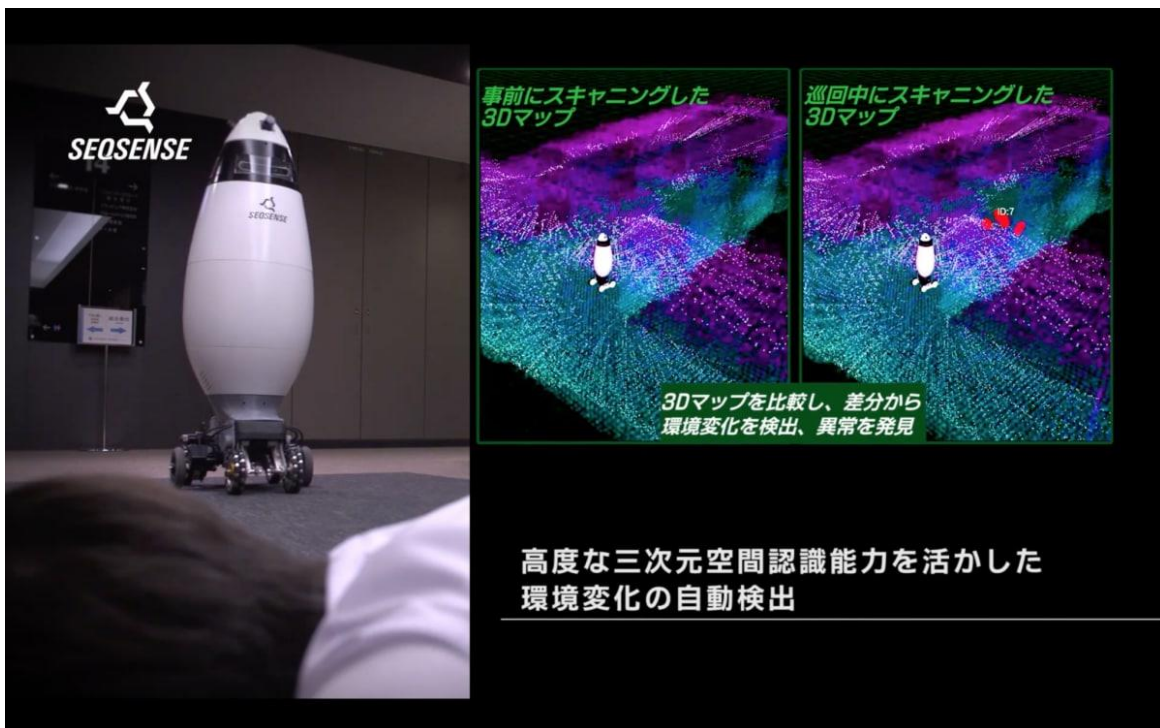 SEQSENSE
14
SEQSENSE
事前にスキャニングした
3Dマップ
巡回中にスキャニングした
3Dマップ
ID:7
3Dマップを比較し、差分から
環境変化を検出、異常を発見
高度な三次元空間認識能力を活かした
環境変化の自動検出